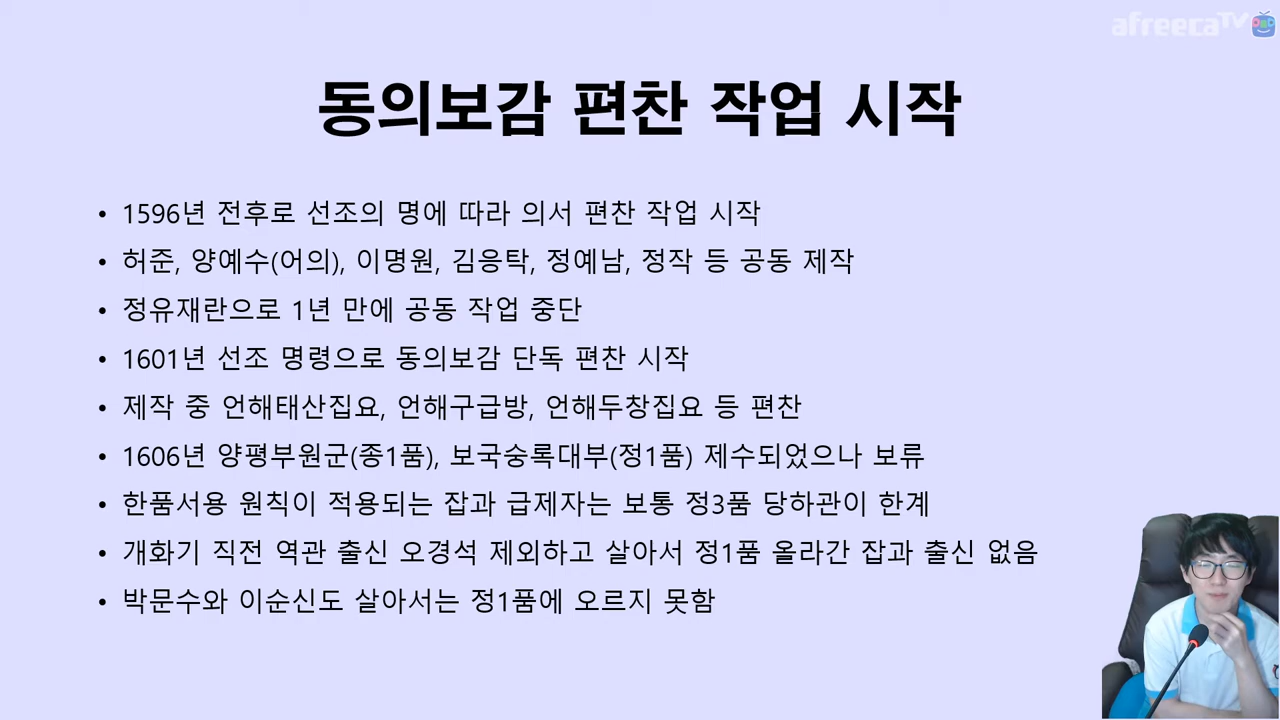 afreecaTV
동의보감 편찬 작업 시작
• 1596년 전후로 선조의 명에 따라 의서 편찬 작업 시작
• 허준, 양예수(어의), 이명원, 김응탁, 정예남, 정작 등 공동 제작
• 정유재란으로 1년 만에 공동 작업 중단
• 1601년 선조 명령으로 동의보감 단독 편찬 시작
• 제작 중 언해태산집요, 언해구급방, 언해두창집요 등 편찬
• 1606년 양평부원군(종1품), 보국숭록대부(정1품) 제수되었으나 보류
• 한품서용 원칙이 적용되는 잡과 급제자는 보통 정3품 당하관이 한계
• 개화기 직전 역관 출신 오경석 제외하고 살아서 정1품 올라간 잡과 출신 없음
• 박문수와 이순신도 살아서는 정1품에 오르지 못함